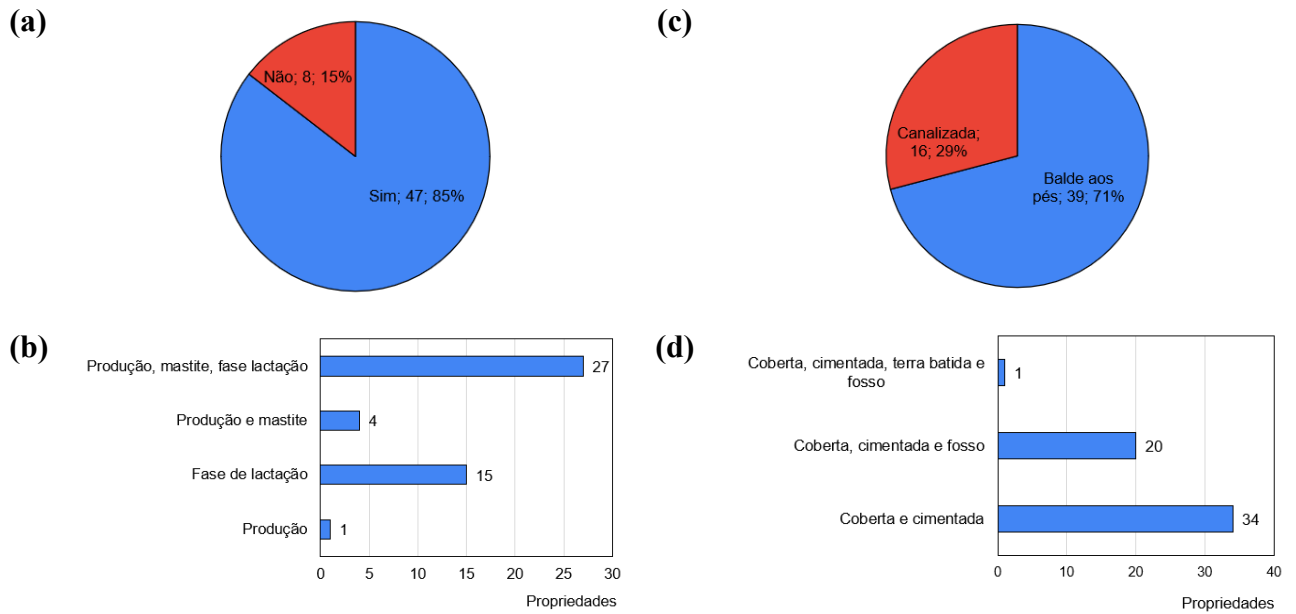 (a)
Não; 8; 15%
Sim; 47; 85%
(b)
Produção, mastite, fase lactação
27
Produção e mastite
4
Fase de lactação
15
Produção
1
0 5 10 15 20 25 30
Propriedades
(c)
Canalizada;
16; 29%
Balde aos
pés; 39; 71%
(d)
Coberta, cimentada, terra batida e
fosso
1
Coberta, cimentada e fosso
20
Coberta e cimentada
34
0 10 20 30 40
Propriedades